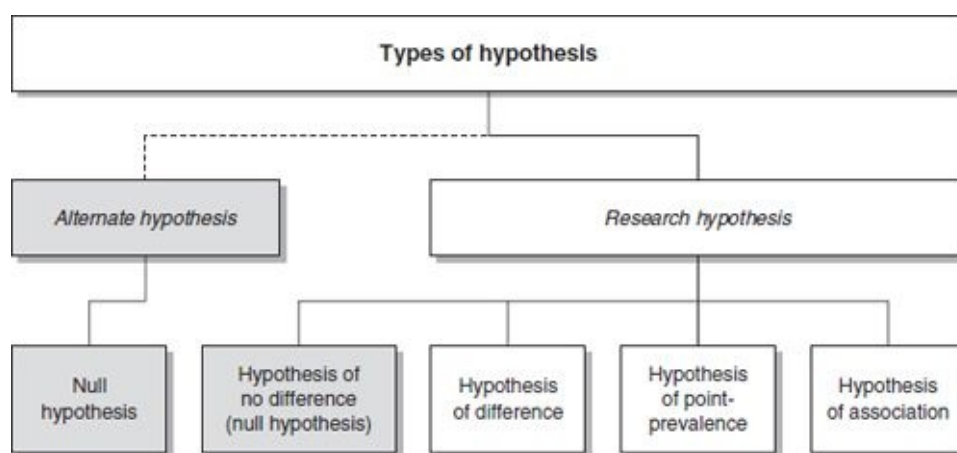 Types of hypothesis
Alternate hypothesis
Research hypothesis
Null
hypothesis
Hypothesis of
no difference
(null hypothesis)
Hypothesis
of difference
Hypothesis
of point-
prevalence
Hypothesis
of association